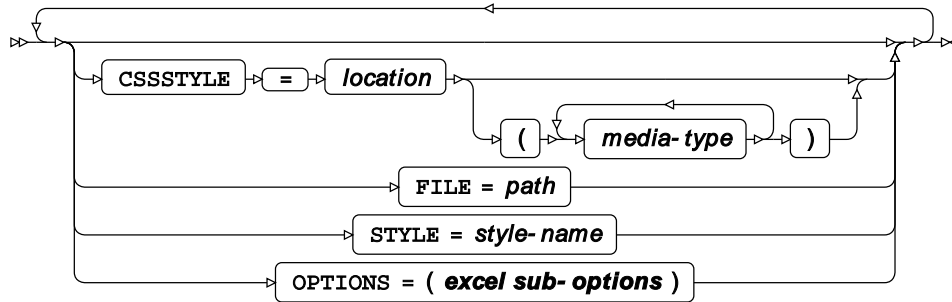 CSSSTYLE = location
( media-type )
FILE = path
STYLE = style-name
OPTIONS = ( excel sub-options )